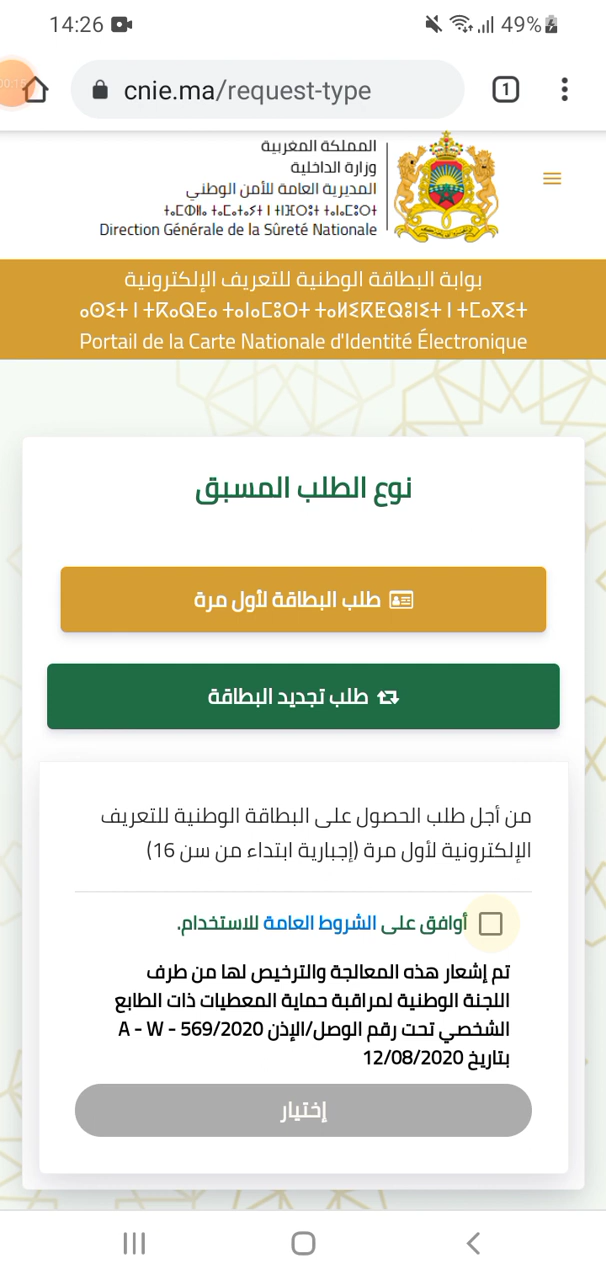 14:26
49%
00:15
cnie.ma/request-type
1
المملكة المغربية
وزارة الداخلية
المديرية العامة للأمن الوطني
Direction Générale de la Sûreté Nationale
بوابة البطاقة الوطنية للتعريف الإلكترونية
Portail de la Carte Nationale d'Identité Électronique
نوع الطلب المسبق
طلب البطاقة لأول مرة
طلب تجديد البطاقة
من أجل طلب الحصول على البطاقة الوطنية للتعريف
الإلكترونية لأول مرة (إجبارية ابتداء من سن 16)
أوافق على الشروط العامة للاستخدام.
تم إشعار هذه المعالجة والترخيص لها من طرف
اللجنة الوطنية لمراقبة حماية المعطيات ذات الطابع
الشخصي تحت رقم الوصل/الإذن A - W - 569/2020
بتاريخ 12/08/2020
إختيار